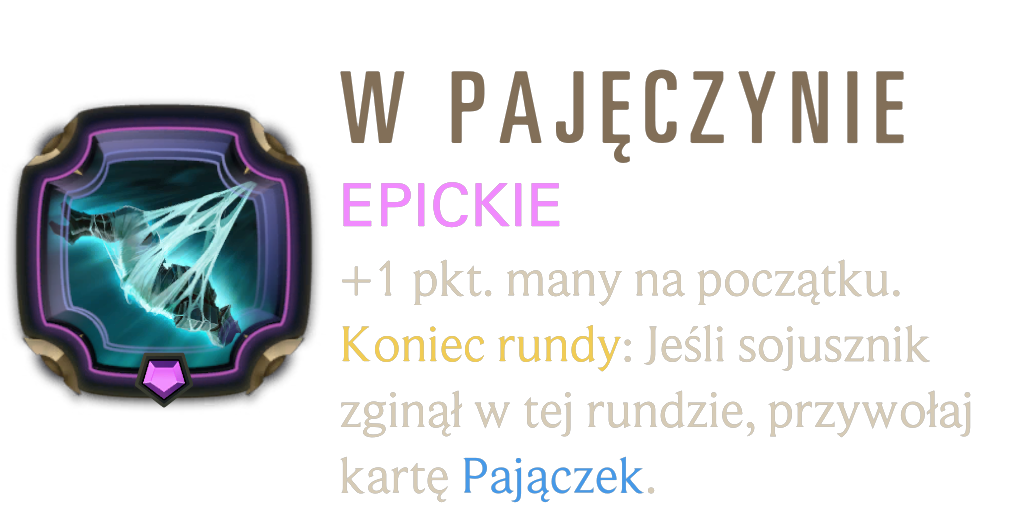 W PAJĘCZYNIE
EPICKIE
+1 pkt. many na początku.
Koniec rundy: Jeśli sojusznik
zginął w tej rundzie, przywołaj
kartę Pajączek.